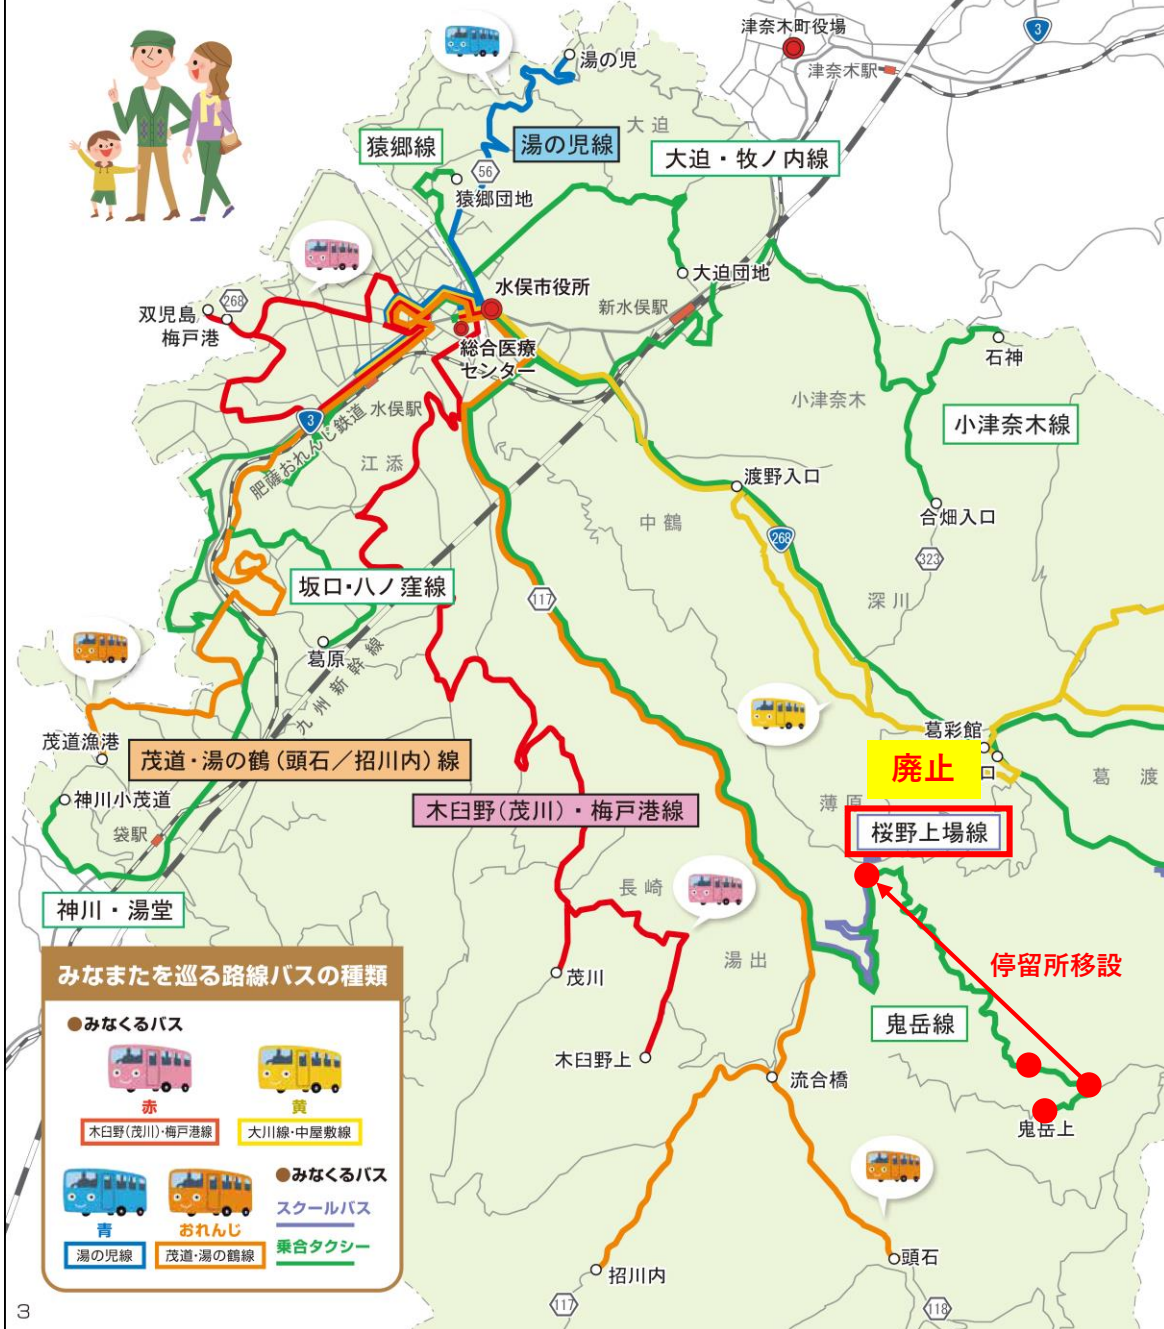 津奈木町役場
3
津奈木駅
湯の児
大迫
猿郷線
湯の児線
大迫・牧ノ内線
56
猿郷団地
大迫団地
水俣市役所
新水俣駅
268
双児島
梅戸港
総合医療
センター
石神
3
水俣駅
肥薩おれんじ鉄道
小津奈木
小津奈木線
江添
渡野入口
中鶴
合畑入口
268
323
坂口・八ノ窪線
117
深川
葛原
九州新幹線
茂道漁港
茂道・湯の鶴(頭石／招川内)線
葛彩館
口
廃止
葛渡
神川小茂道
木臼野(茂川)・梅戸港線
薄原
袋駅
桜野上場線
長崎
神川・湯堂
湯出
停留所移設
茂川
鬼岳線
木臼野上
流合橋
鬼岳上
頭石
招川内
117
118
みなまたを巡る路線バスの種類
●みなくるバス
赤
木臼野(茂川)・梅戸港線
黄
大川線・中屋敷線
青
湯の児線
おれんじ
茂道・湯の鶴線
●みなくるバス
スクールバス
乗合タクシー
3